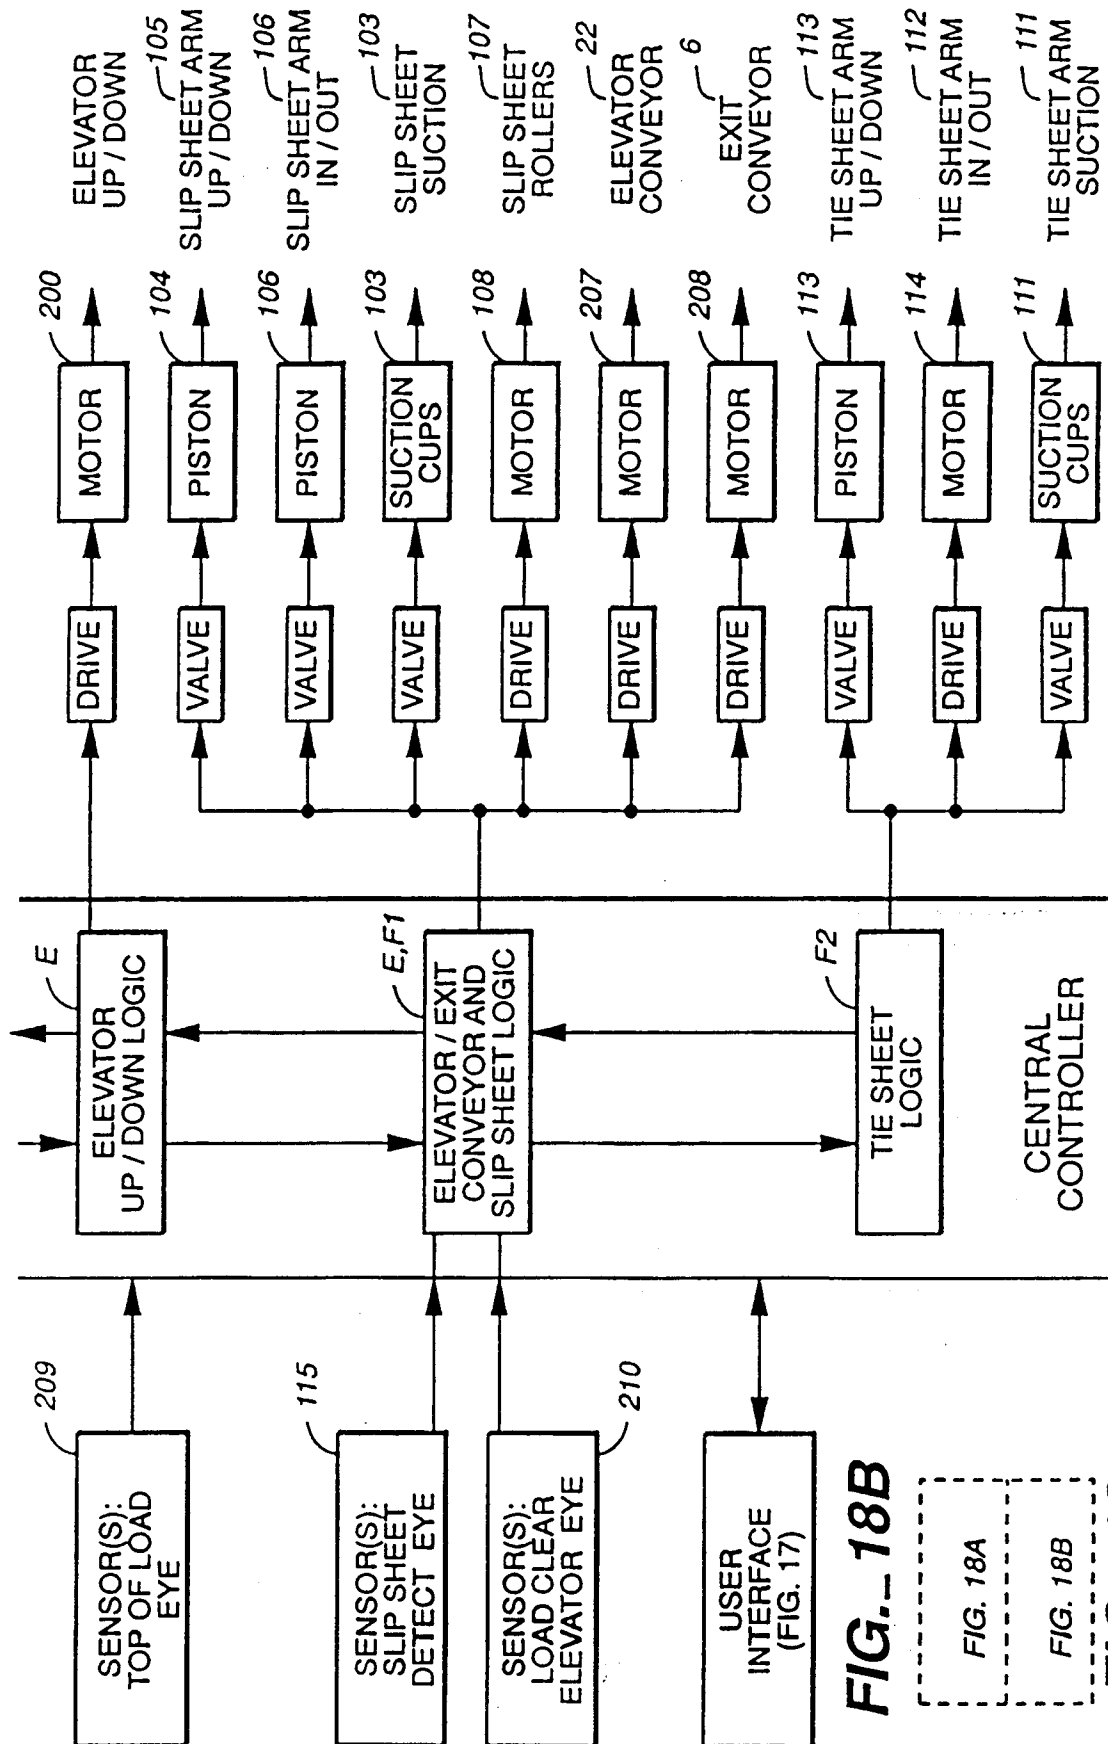 209
SENSOR(S):
TOP OF LOAD
EYE
E
ELEVATOR
UP / DOWN LOGIC
DRIVE
200
MOTOR
ELEVATOR
UP / DOWN
VALVE
104
PISTON
105
SLIP SHEET ARM
UP / DOWN
VALVE
106
PISTON
106
SLIP SHEET ARM
IN / OUT
115
SENSOR(S):
SLIP SHEET
DETECT EYE
210
SENSOR(S):
LOAD CLEAR
ELEVATOR EYE
E,F1
ELEVATOR / EXIT
CONVEYOR AND
SLIP SHEET LOGIC
VALVE
103
SUCTION
CUPS
103
SLIP SHEET
SUCTION
DRIVE
108
MOTOR
107
SLIP SHEET
ROLLERS
DRIVE
207
MOTOR
22
ELEVATOR
CONVEYOR
DRIVE
208
MOTOR
6
EXIT
CONVEYOR
USER
INTERFACE
(FIG. 17)
F2
TIE SHEET
LOGIC
VALVE
113
PISTON
113
TIE SHEET ARM
UP / DOWN
DRIVE
114
MOTOR
112
TIE SHEET ARM
IN / OUT
VALVE
111
SUCTION
CUPS
111
TIE SHEET ARM
SUCTION
CENTRAL
CONTROLLER
FIG._18B
FIG. 18A
FIG. 18B